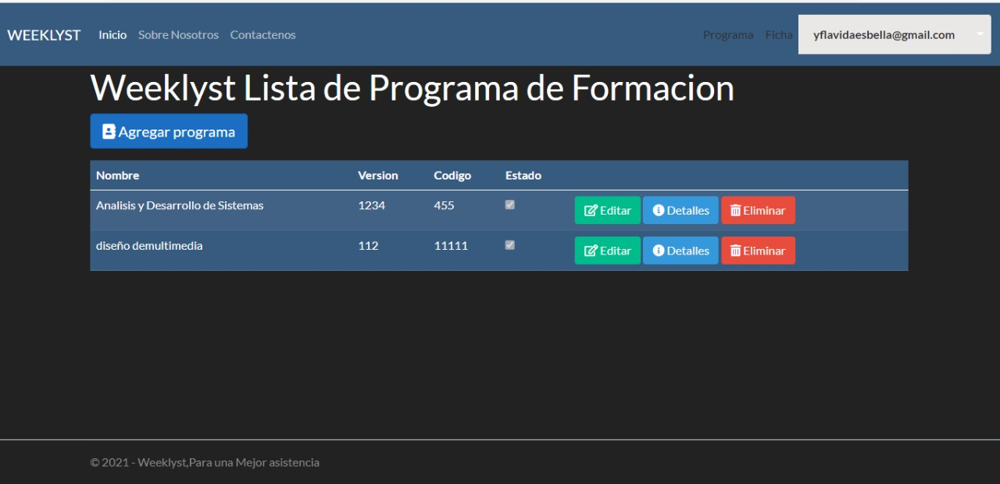 WEEKLYST Inicio Sobre Nosotros Contactenos Programa Ficha yflavidaesbella@gmail.com
Weeklyst Lista de Programa de Formacion
Agregar programa
Nombre Version Codigo Estado
Analisis y Desarrollo de Sistemas 1234 455 Editar Detalles Eliminar
diseño demultimedia 112 11111 Editar Detalles Eliminar
© 2021 - Weeklyst,Para una Mejor asistencia